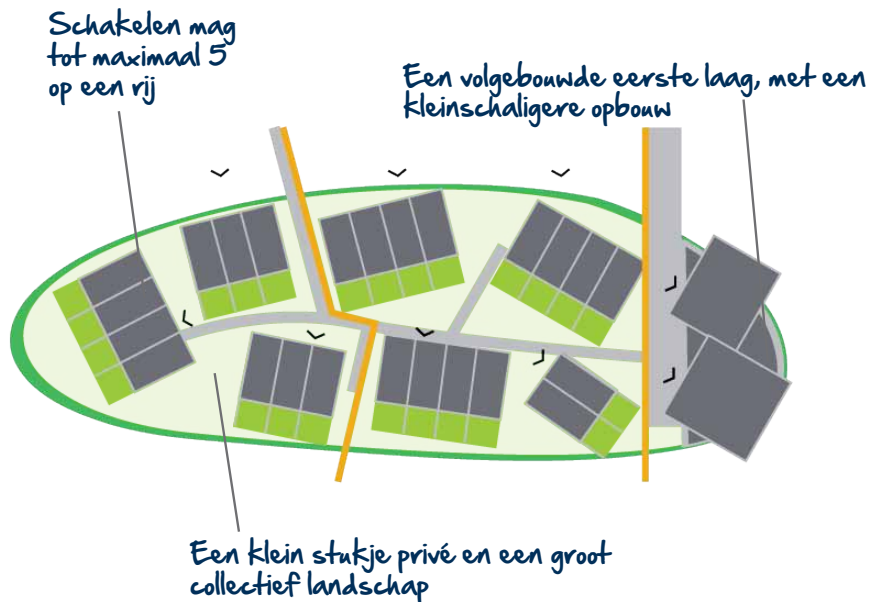 Schakelen mag
tot maximaal 5
op een rij
Een volgebouwde eerste laag, met een
kleinschaligere opbouw
Een klein stukje privé en een groot
collectief landschap